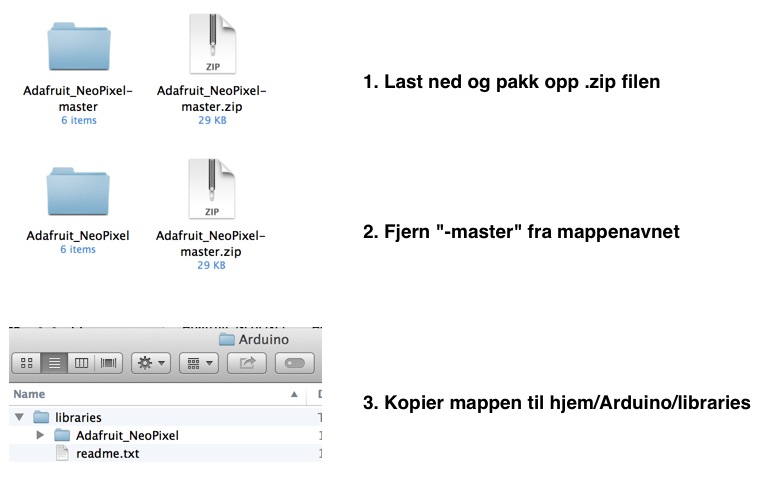 Adafruit_NeoPixel-
master
6 items
ZIP
Adafruit_NeoPixel-
master.zip
29 KB
1. Last ned og pakk opp .zip filen
Adafruit_NeoPixel
6 items
ZIP
Adafruit_NeoPixel-
master.zip
29 KB
2. Fjern "-master" fra mappenavnet
Arduino
Name
libraries
Adafruit_NeoPixel
readme.txt
3. Kopier mappen til hjem/Arduino/libraries